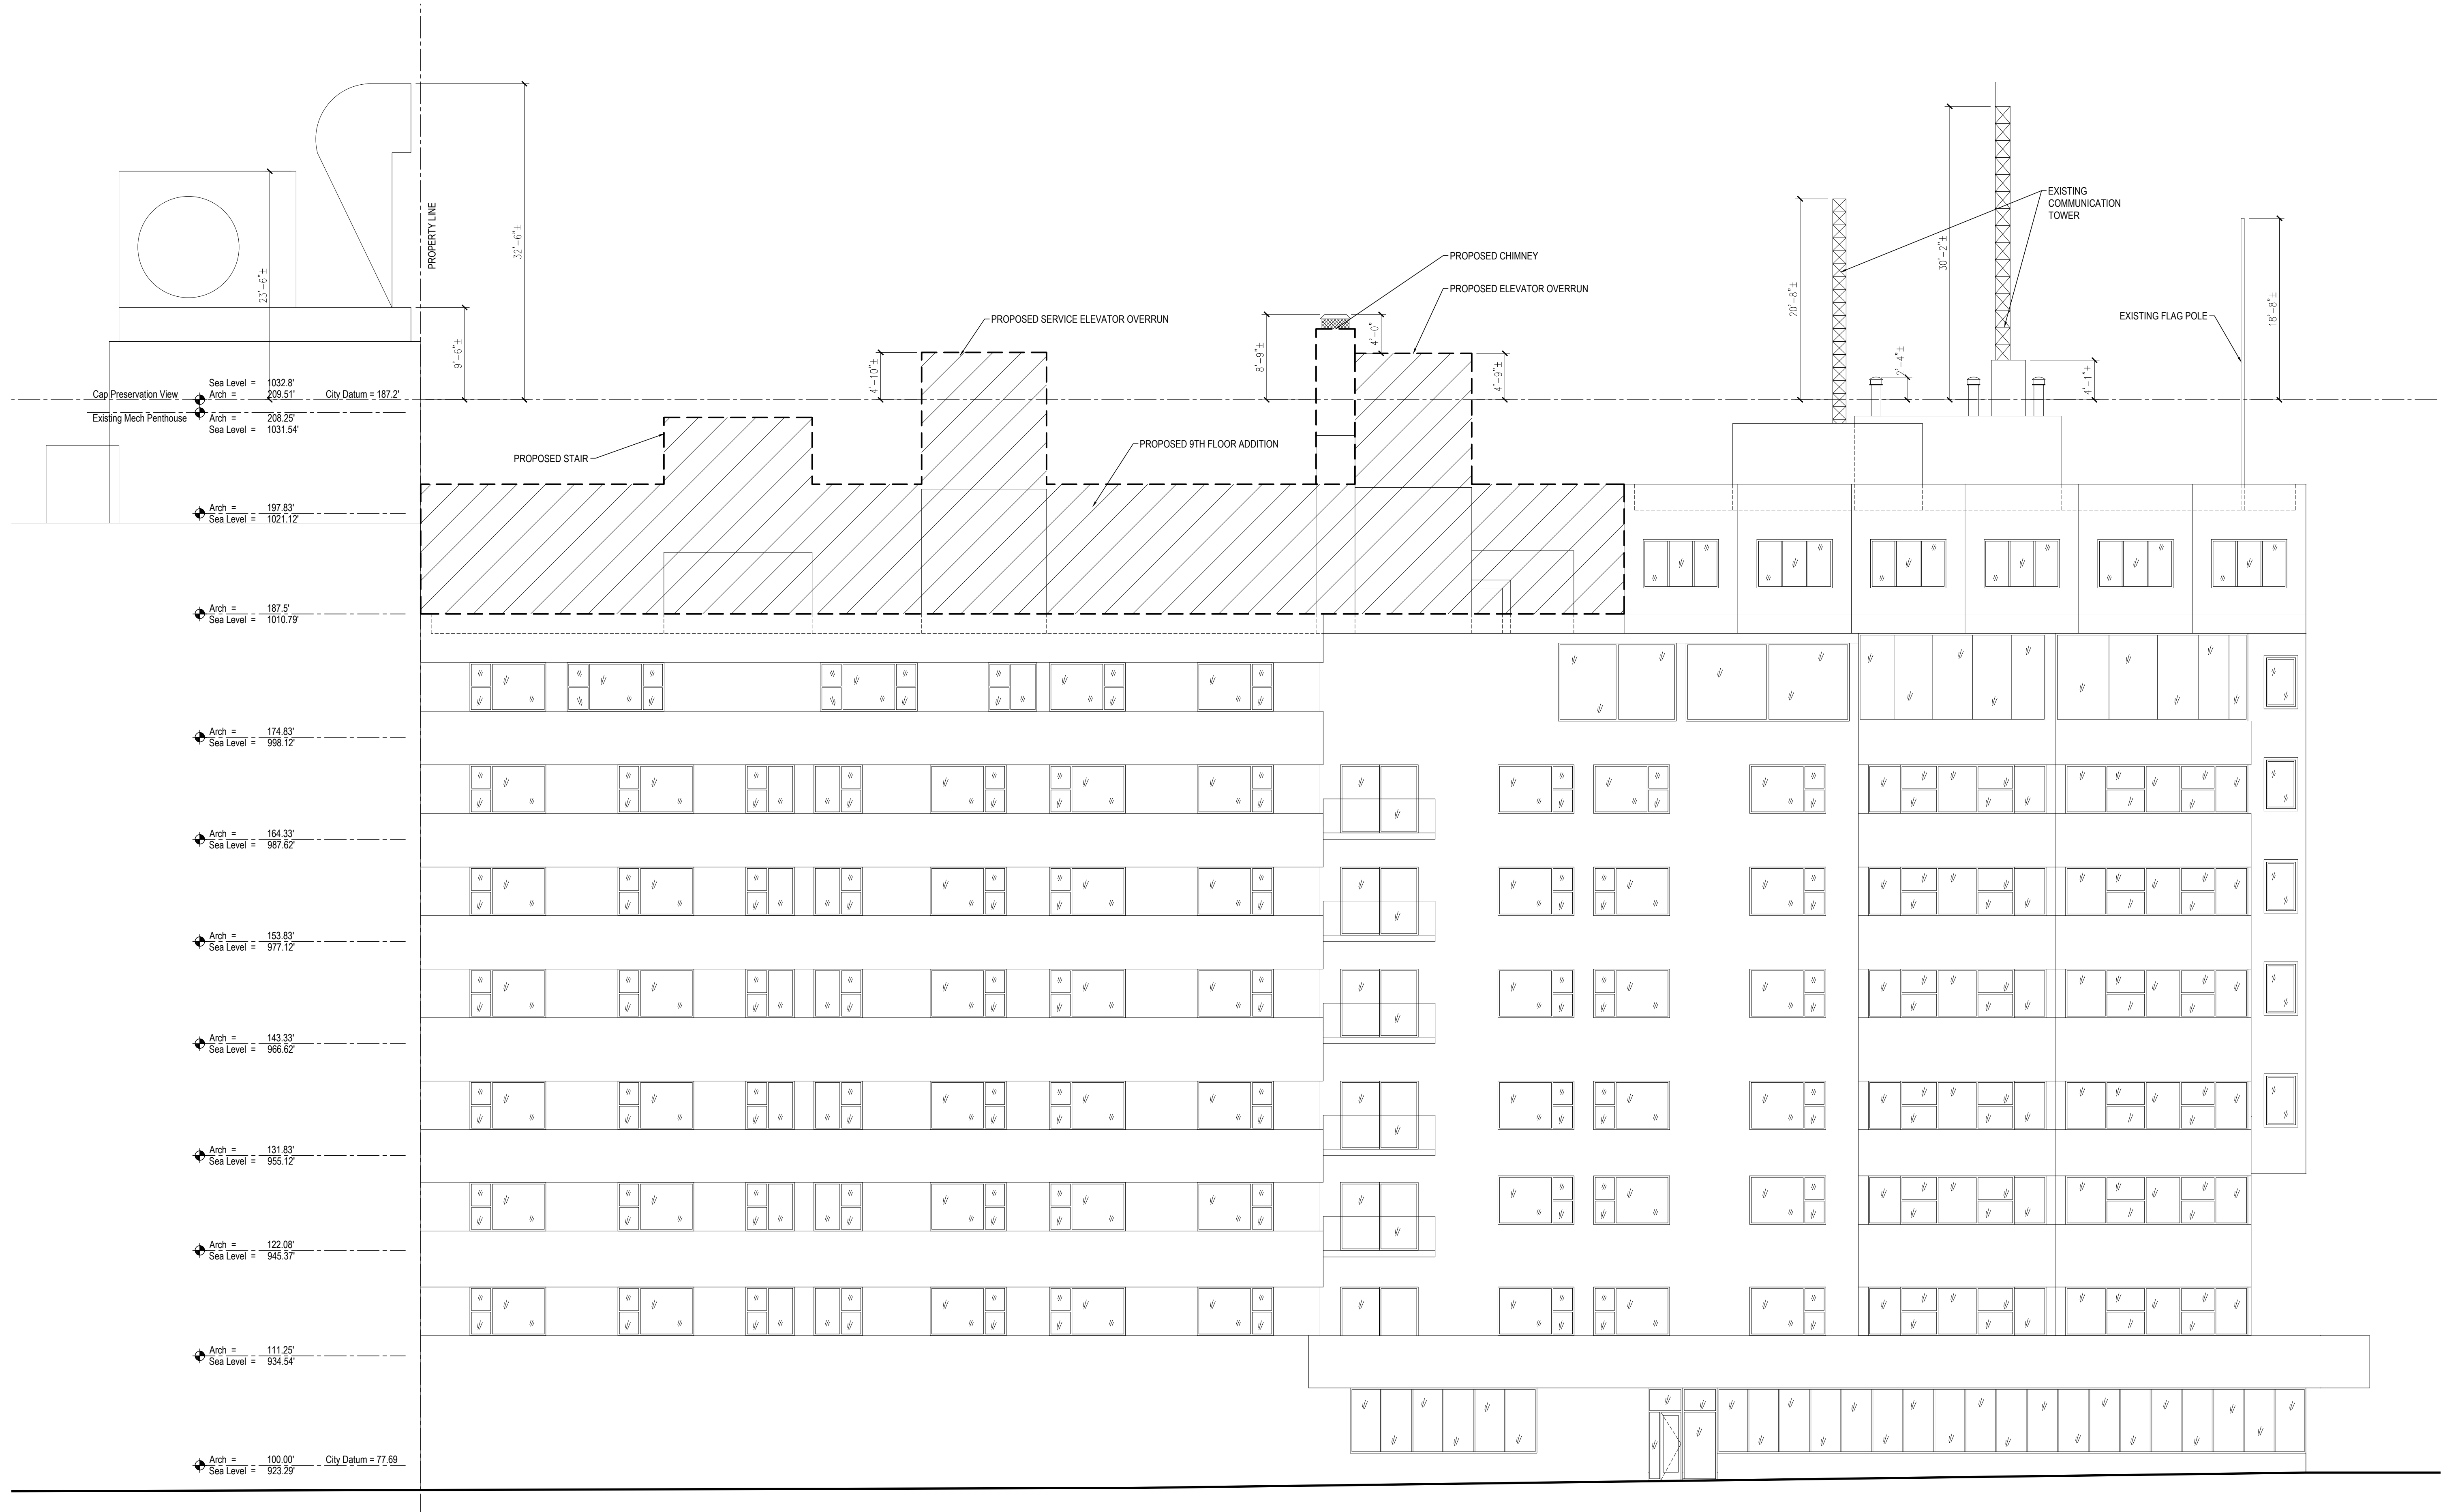 PROPERTY LINE
32'-6"±
23'-6"±
9'-6"±
EXISTING
COMMUNICATION
TOWER
PROPOSED CHIMNEY
PROPOSED ELEVATOR OVERRUN
PROPOSED SERVICE ELEVATOR OVERRUN
EXISTING FLAG POLE
30'-2"±
20'-8"±
18'-8"±
8'-9"±
4'-0"
4'-10"±
4'-9"±
2'-4"±
4'-1"±
Sea Level = 1032.8'
Cap Preservation View Arch = 209.51' City Datum = 187.2'
Existing Mech Penthouse Arch = 208.25'
Sea Level = 1031.54'
PROPOSED 9TH FLOOR ADDITION
PROPOSED STAIR
Arch = 197.83'
Sea Level = 1021.12'
Arch = 187.5'
Sea Level = 1010.79'
Arch = 174.83'
Sea Level = 998.12'
Arch = 164.33'
Sea Level = 987.62'
Arch = 153.83'
Sea Level = 977.12'
Arch = 143.33'
Sea Level = 966.62'
Arch = 131.83'
Sea Level = 955.12'
Arch = 122.08'
Sea Level = 945.37'
Arch = 111.25'
Sea Level = 934.54'
Arch = 100.00' City Datum = 77.69
Sea Level = 923.29'